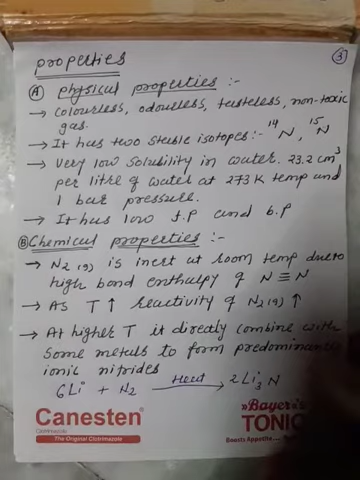 properties
3
A physical properties :-
→ Colourless, odourless, tasteless, non-toxic
gas.
→ It has two stable isotopes:- ¹⁴N, ¹⁵N
→ Very low solubility in water. 23.2 cm³
per litre of water at 273 K temp and
1 bar pressure.
→ It has low f.p and b.p
B Chemical properties :-
→ N₂(g) is inert at room temp due to
high bond enthalpy of N≡N
→ As T↑ reactivity of N₂(g) ↑
→ At higher T it directly combine with
some metals to form predominantly
ionic nitrides
6Li + N₂ —Heat→ 2Li₃N
Canesten®
Clotrimazole
The Original Clotrimazole
»Bayer's
TONIC
Boosts Appetite...